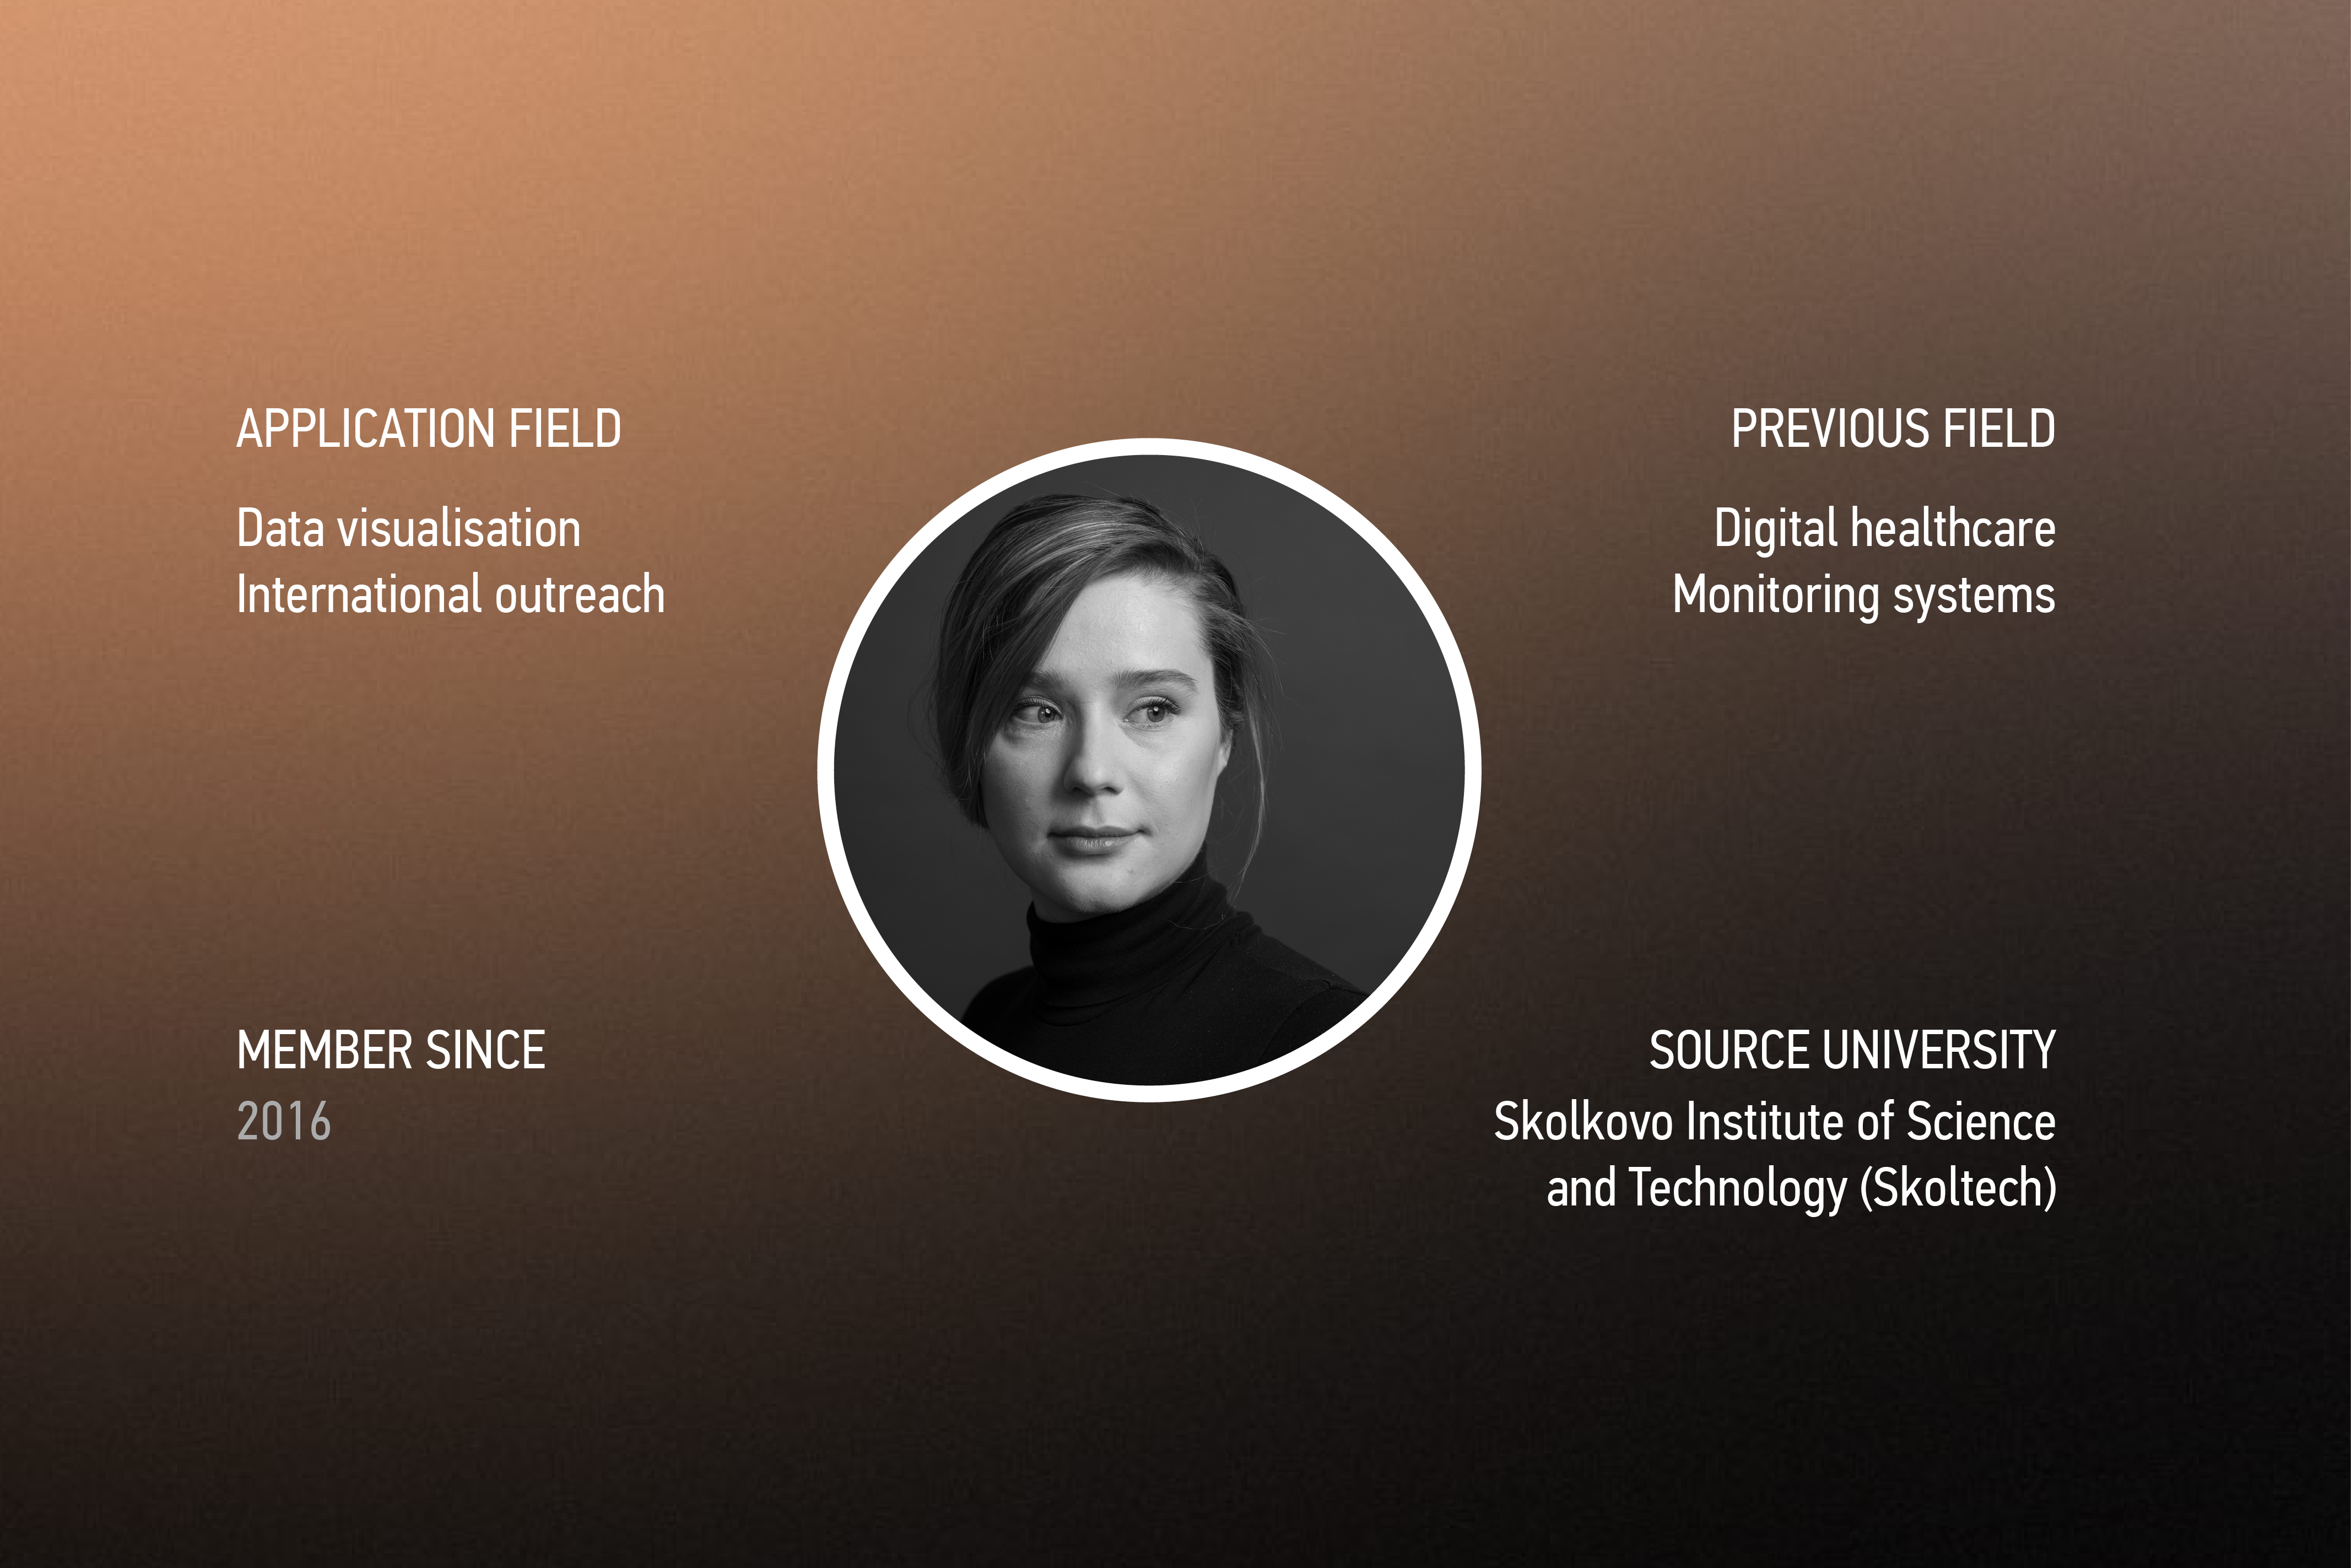 APPLICATION FIELD
Data visualisation
International outreach
PREVIOUS FIELD
Digital healthcare
Monitoring systems
MEMBER SINCE
2016
SOURCE UNIVERSITY
Skolkovo Institute of Science
and Technology (Skoltech)